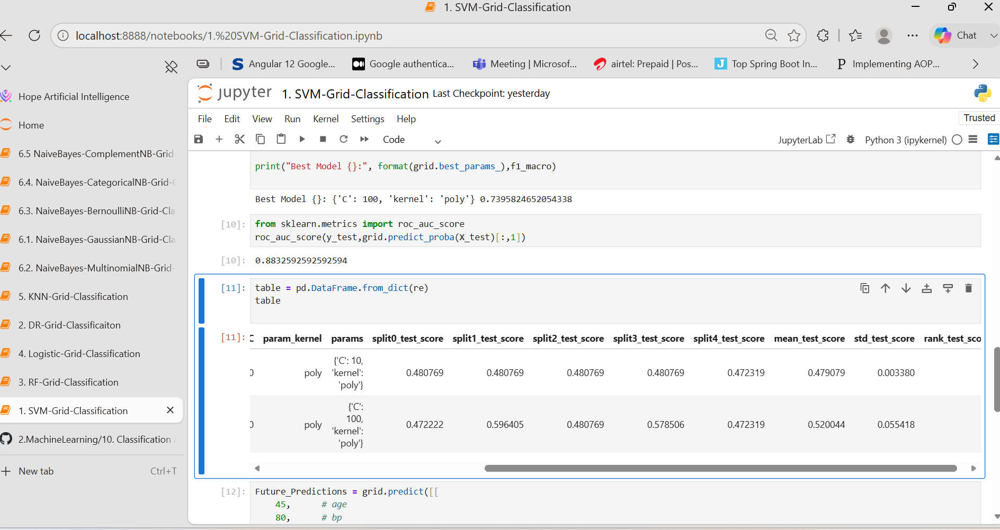 1. SVM-Grid-Classification
localhost:8888/notebooks/1.%20SVM-Grid-Classification.ipynb
Chat
Angular 12 Google...
Google authentica...
Meeting | Microsof...
airtel: Prepaid | Pos...
Top Spring Boot In...
Implementing AOP...
Hope Artificial Intelligence
Home
6.5 NaiveBayes-ComplementNB-Grid-
6.4. NaiveBayes-CategoricalNB-Grid-C
6.3. NaiveBayes-BernoulliNB-Grid-Cla
6.1. NaiveBayes-GaussianNB-Grid-Cla
6.2. NaiveBayes-MultinomialNB-Grid-
5. KNN-Grid-Classification
2. DR-Grid-Classificaiton
4. Logistic-Grid-Classification
3. RF-Grid-Classification
1. SVM-Grid-Classification
2.MachineLearning/10. Classification
New tab Ctrl+T
jupyter 1. SVM-Grid-Classification Last Checkpoint: yesterday
File Edit View Run Kernel Settings Help
Trusted
Code
JupyterLab
Python 3 (ipykernel)
print("Best Model {}:", format(grid.best_params_),f1_macro)
Best Model {}: {'C': 100, 'kernel': 'poly'} 0.7395824652054338
[10]: from sklearn.metrics import roc_auc_score
roc_auc_score(y_test,grid.predict_proba(X_test)[:,1])
[10]: 0.8832592592592594
[11]: table = pd.DataFrame.from_dict(re)
table
[11]: C param_kernel params split0_test_score split1_test_score split2_test_score split3_test_score split4_test_score mean_test_score std_test_score rank_test_sco
{'C': 10,
0 poly 'kernel': 0.480769 0.480769 0.480769 0.480769 0.472319 0.479079 0.003380
'poly'}
{'C':
100,
0 poly 'kernel': 0.472222 0.596405 0.480769 0.578506 0.472319 0.520044 0.055418
'poly'}
[12]: Future_Predictions = grid.predict([[
45, # age
80, # bp